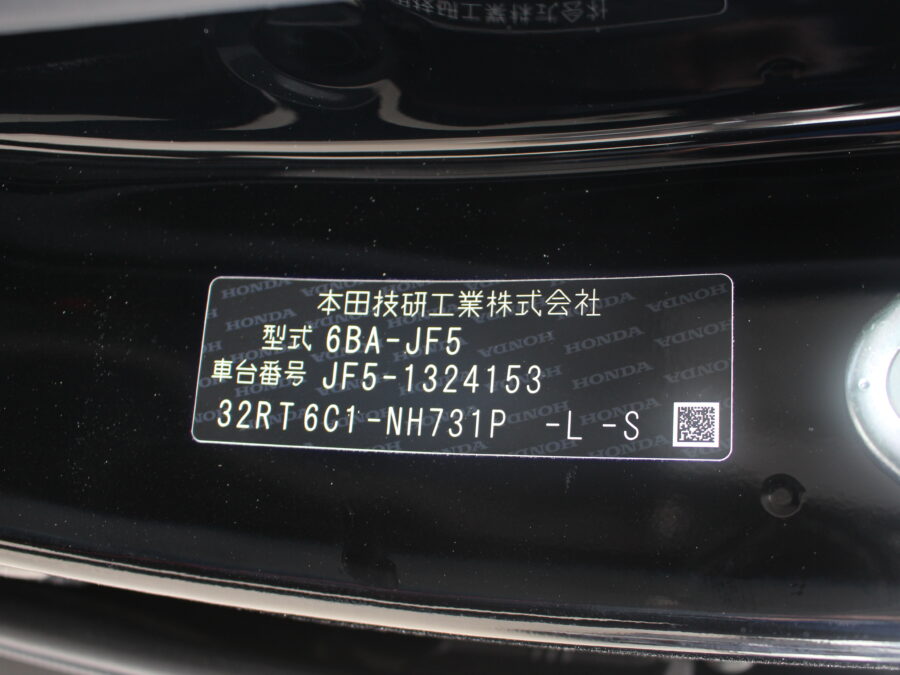 本田技研工業株式会社
型式 6BA-JF5
車台番号 JF5-1324153
32RT6C1-NH731P -L -S